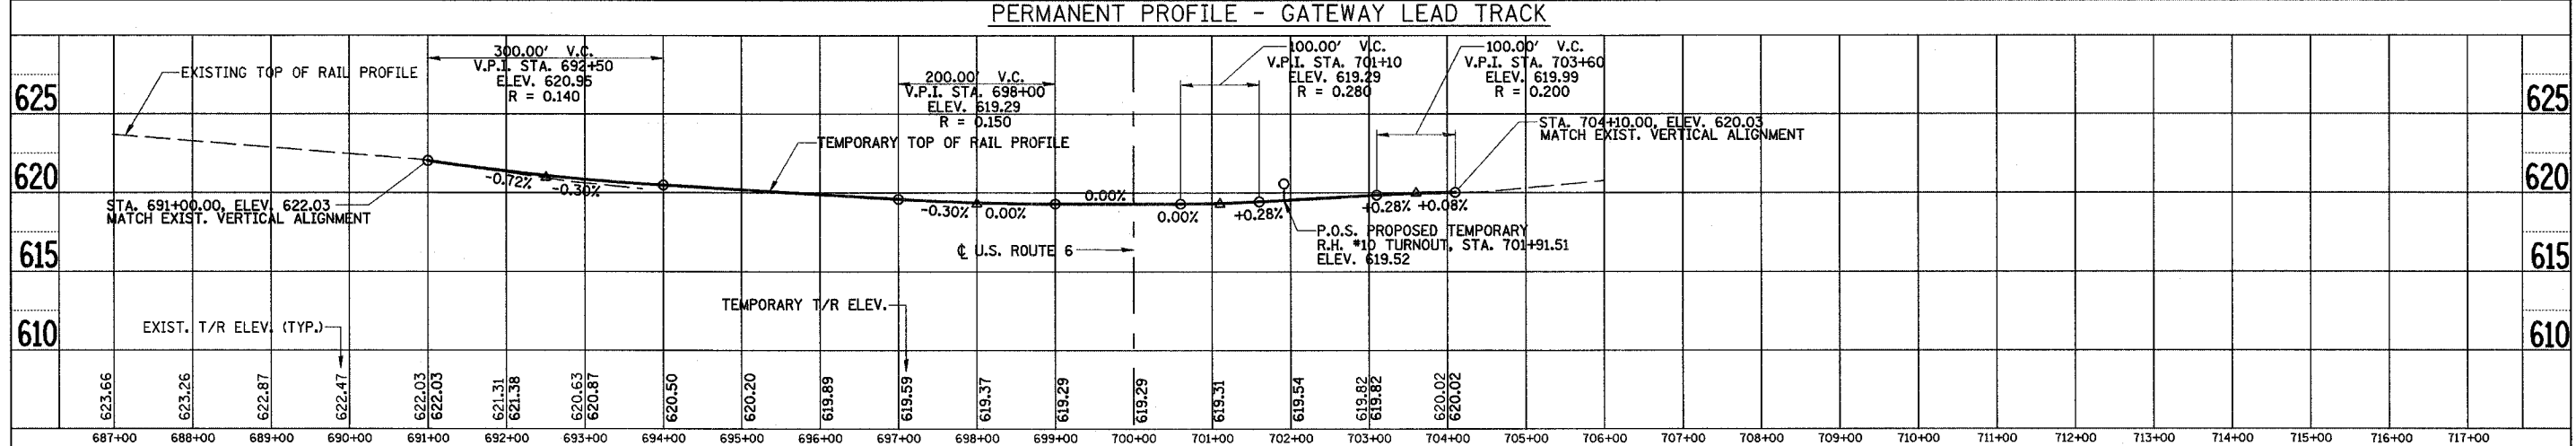 PERMANENT PROFILE - GATEWAY LEAD TRACK
EXISTING TOP OF RAIL PROFILE
300.00' V.C.
V.P.I. STA. 692+50
ELEV. 620.95
R = 0.140
200.00' V.C.
V.P.I. STA. 698+00
ELEV. 619.29
R = 0.150
100.00' V.C.
V.P.I. STA. 701+10
ELEV. 619.29
R = 0.280
100.00' V.C.
V.P.I. STA. 703+60
ELEV. 619.99
R = 0.200
625
625
TEMPORARY TOP OF RAIL PROFILE
STA. 704+10.00, ELEV. 620.03
MATCH EXIST. VERTICAL ALIGNMENT
620
620
-0.72%
-0.30%
-0.30%
0.00%
0.00%
0.00%
+0.28%
+0.28%
+0.08%
STA. 691+00.00, ELEV. 622.03
MATCH EXIST. VERTICAL ALIGNMENT
P.O.S. PROPOSED TEMPORARY
R.H. #10 TURNOUT, STA. 701+91.51
ELEV. 619.52
℄ U.S. ROUTE 6
615
615
TEMPORARY T/R ELEV.
EXIST. T/R ELEV. (TYP.)
610
610
623.66
623.26
622.87
622.47
622.03
622.03
621.31
621.38
620.63
620.87
620.50
620.20
619.89
619.59
619.37
619.29
619.29
619.31
619.54
619.82
619.82
620.02
620.02
687+00 688+00 689+00 690+00 691+00 692+00 693+00 694+00 695+00 696+00 697+00 698+00 699+00 700+00 701+00 702+00 703+00 704+00 705+00 706+00 707+00 708+00 709+00 710+00 711+00 712+00 713+00 714+00 715+00 716+00 717+00